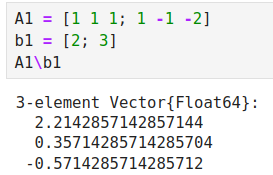 A1 = [1 1 1; 1 -1 -2]
b1 = [2; 3]
A1\b1
3-element Vector{Float64}:
2.2142857142857144
0.35714285714285704
-0.5714285714285712